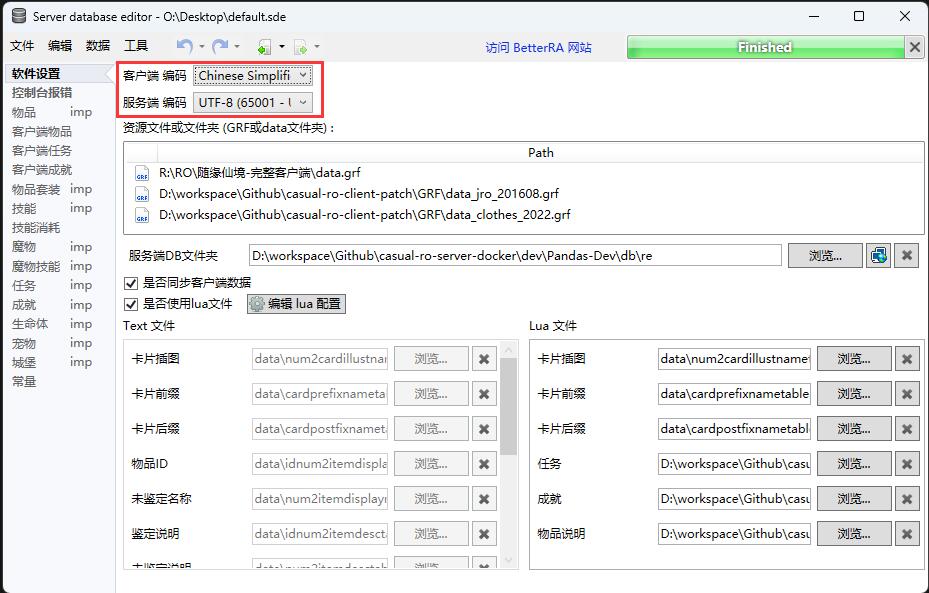 Server database editor - O:\Desktop\default.sde
文件 编辑 数据 工具 访问 BetterRA 网站 Finished
软件设置
控制台报错
物品 imp
客户端物品
客户端任务
客户端成就
物品套装 imp
技能 imp
技能消耗
魔物 imp
魔物技能 imp
任务 imp
成就 imp
生命体 imp
宠物 imp
城堡 imp
常量
客户端 编码 Chinese Simplifi
服务端 编码 UTF-8 (65001 - U
资源文件或文件夹 (GRF或data文件夹) :
Path
GRF R:\RO\随缘仙境-完整客户端\data.grf
GRF D:\workspace\Github\casual-ro-client-patch\GRF\data_jro_201608.grf
GRF D:\workspace\Github\casual-ro-client-patch\GRF\data_clothes_2022.grf
服务端DB文件夹 D:\workspace\Github\casual-ro-server-docker\dev\Pandas-Dev\db\re 浏览...
是否同步客户端数据
是否使用lua文件 编辑 lua 配置
Text 文件
卡片插图 data\num2cardillustnar 浏览...
卡片前缀 data\cardprefixnameta 浏览...
卡片后缀 data\cardpostfixnameta 浏览...
物品ID data\idnum2itemdispla 浏览...
未鉴定名称 data\num2itemdisplayn 浏览...
鉴定说明 data\idnum2itemdescta 浏览...
未鉴定说明 data\num2itemdesctab 浏览...
Lua 文件
卡片插图 data\num2cardillustnamet 浏览...
卡片前缀 data\cardprefixnametable 浏览...
卡片后缀 data\cardpostfixnametabl 浏览...
任务 D:\workspace\Github\casu 浏览...
成就 D:\workspace\Github\casu 浏览...
物品说明 D:\workspace\Github\casu 浏览...